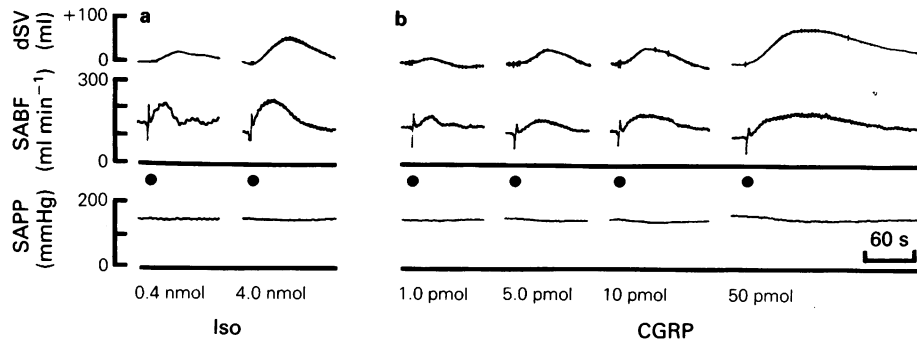 a
b
dSV
(ml)
+100
0
SABF
(ml min⁻¹)
300
0
SAPP
(mmHg)
200
0
60 s
0.4 nmol
4.0 nmol
1.0 pmol
5.0 pmol
10 pmol
50 pmol
Iso
CGRP